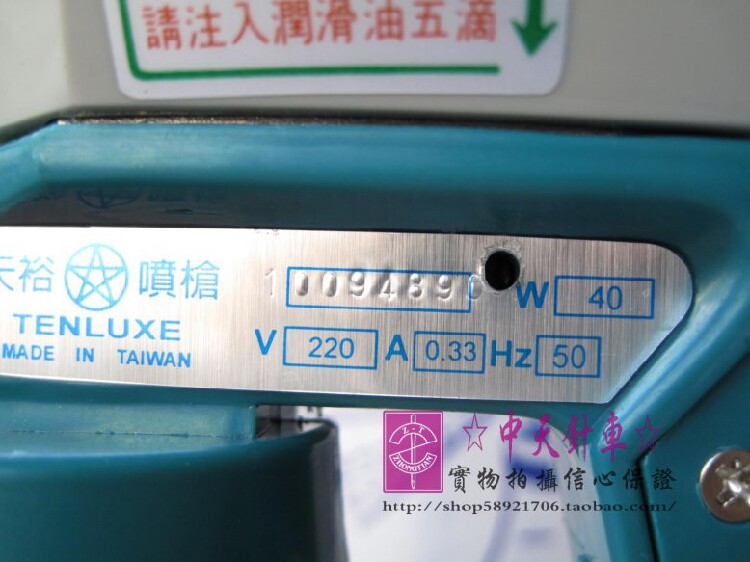 請注入潤滑油五滴
天裕 噴槍
TENLUXE
MADE IN TAIWAN
10094890 W 40
V 220 A 0.33 Hz 50
Z.T
ZHONGTIAN
☆中天針車☆
實物拍攝信心保證
http://shop58921706.taobao.com/